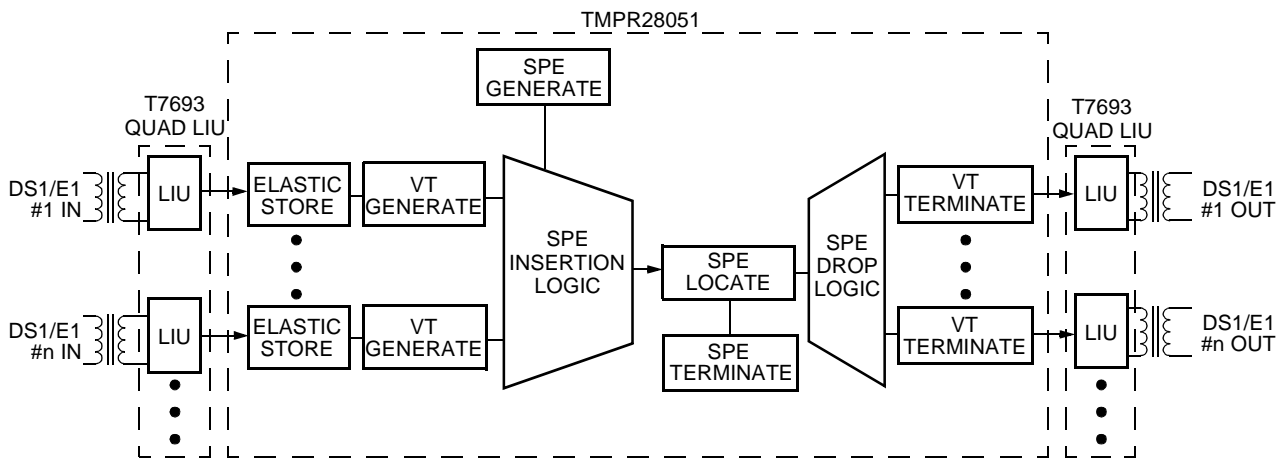 TMPR28051
SPE
GENERATE
T7693
QUAD LIU
T7693
QUAD LIU
DS1/E1
#1 IN
LIU
ELASTIC
STORE
VT
GENERATE
SPE
INSERTION
LOGIC
SPE
LOCATE
SPE
TERMINATE
SPE
DROP
LOGIC
VT
TERMINATE
LIU
DS1/E1
#1 OUT
DS1/E1
#n IN
LIU
ELASTIC
STORE
VT
GENERATE
VT
TERMINATE
LIU
DS1/E1
#n OUT